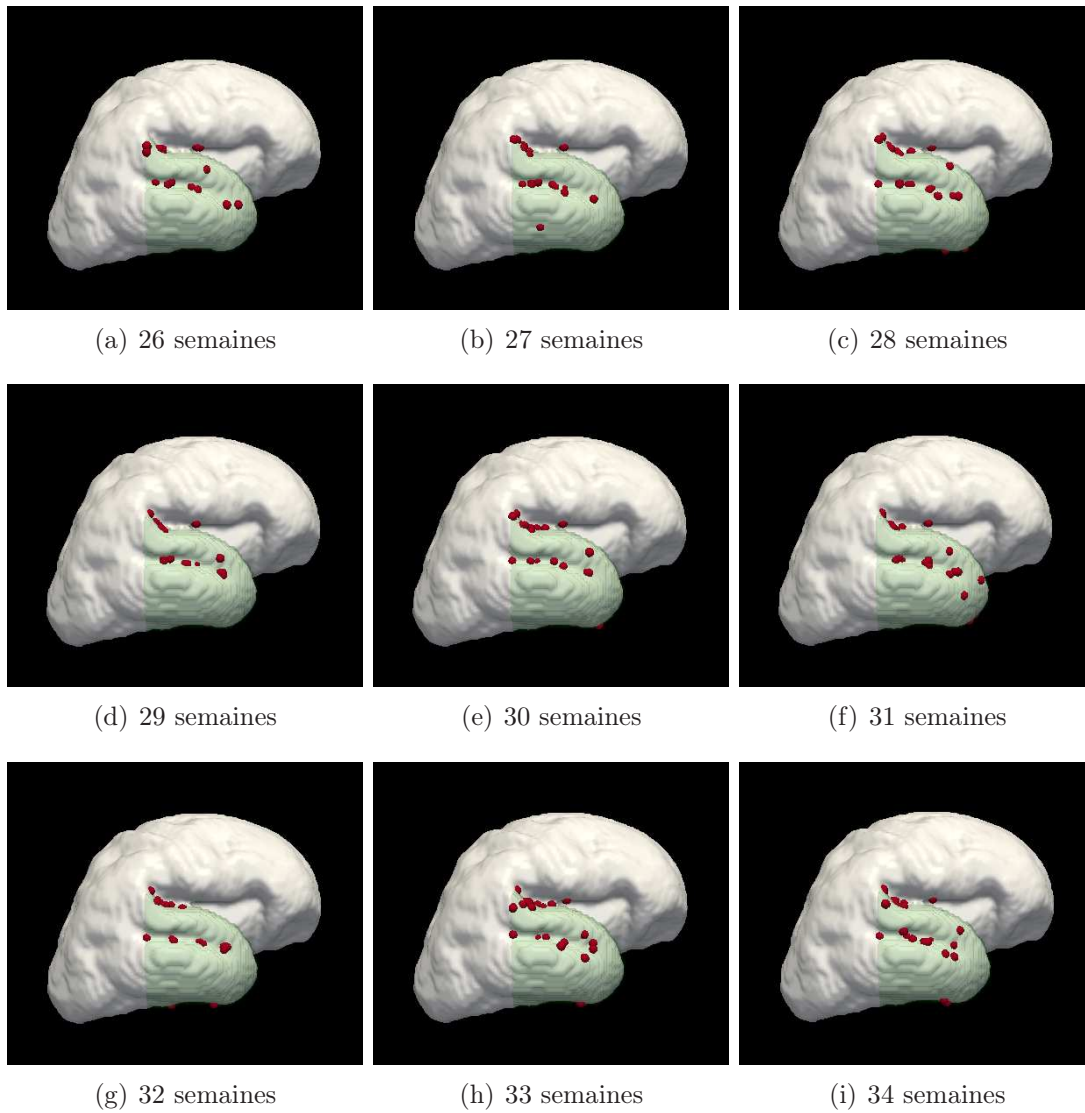 (a) 26 semaines
(b) 27 semaines
(c) 28 semaines
(d) 29 semaines
(e) 30 semaines
(f) 31 semaines
(g) 32 semaines
(h) 33 semaines
(i) 34 semaines